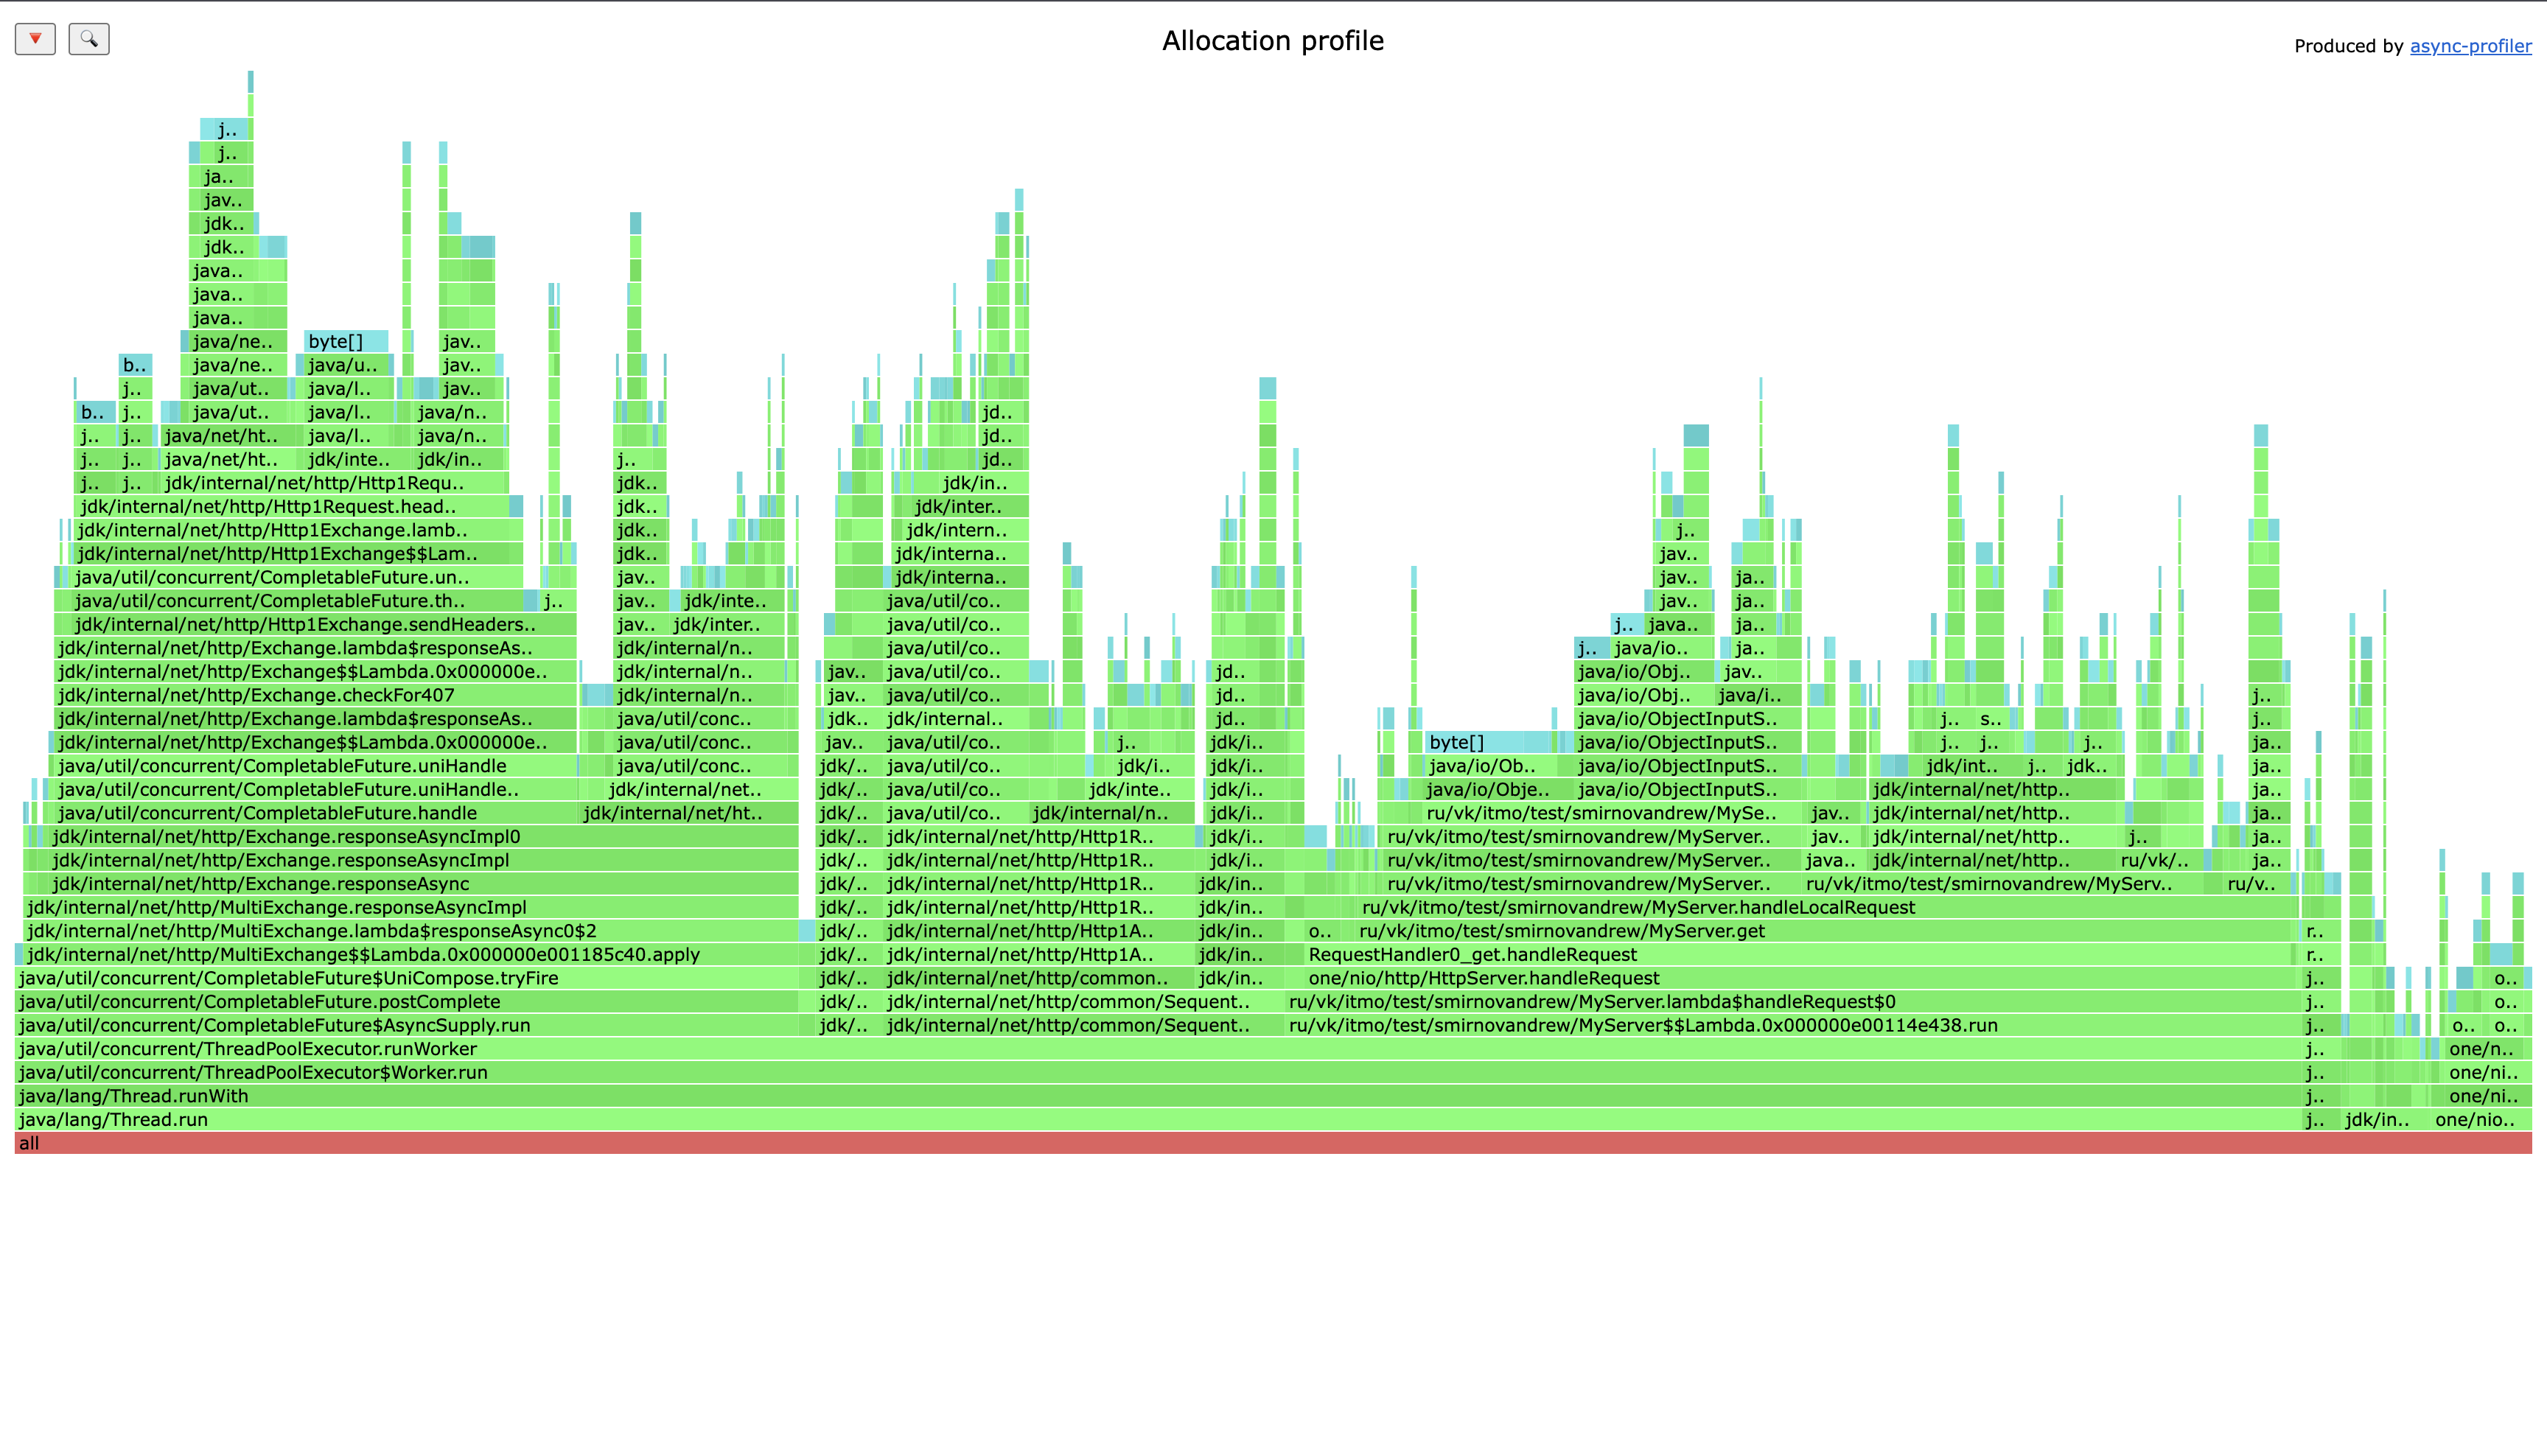 🔻 🔍 Allocation profile Produced by async-profiler
j..
j..
ja..
jav..
jdk..
jdk..
java..
java..
java..
java/ne.. byte[] jav..
b.. java/ne.. java/u.. jav..
j.. java/ut.. java/l.. jav..
b.. j.. java/ut.. java/l.. java/n.. jd..
j.. j.. java/net/ht.. java/l.. java/n.. jd..
j.. j.. java/net/ht.. jdk/inte.. jdk/in.. j.. jd..
j.. j.. jdk/internal/net/http/Http1Requ.. jdk.. jdk/in..
jdk/internal/net/http/Http1Request.head.. jdk.. jdk/inter..
jdk/internal/net/http/Http1Exchange.lamb.. jdk.. jdk/intern.. j..
jdk/internal/net/http/Http1Exchange$$Lam.. jdk.. jdk/interna.. jav..
java/util/concurrent/CompletableFuture.un.. jav.. jdk/interna.. jav.. ja..
java/util/concurrent/CompletableFuture.th.. j.. jav.. jdk/inte.. java/util/co.. jav.. ja..
jdk/internal/net/http/Http1Exchange.sendHeaders.. jav.. jdk/inter.. java/util/co.. j.. java.. ja..
jdk/internal/net/http/Exchange.lambda$responseAs.. jdk/internal/n.. java/util/co.. j.. java/io.. ja..
jdk/internal/net/http/Exchange$$Lambda.0x000000e.. jdk/internal/n.. jav.. java/util/co.. jd.. java/io/Obj.. jav..
jdk/internal/net/http/Exchange.checkFor407 jdk/internal/n.. jav.. java/util/co.. jd.. java/io/Obj.. java/i.. j..
jdk/internal/net/http/Exchange.lambda$responseAs.. java/util/conc.. jdk.. jdk/internal.. jd.. java/io/ObjectInputS.. j.. s.. j..
jdk/internal/net/http/Exchange$$Lambda.0x000000e.. java/util/conc.. jav.. java/util/co.. j.. jdk/i.. byte[] java/io/ObjectInputS.. j.. j.. j.. ja..
java/util/concurrent/CompletableFuture.uniHandle java/util/conc.. jdk/.. java/util/co.. jdk/i.. jdk/i.. java/io/Ob.. java/io/ObjectInputS.. jdk/int.. j.. jdk.. ja..
java/util/concurrent/CompletableFuture.uniHandle.. jdk/internal/net.. jdk/.. java/util/co.. jdk/inte.. jdk/i.. java/io/Obje.. java/io/ObjectInputS.. jdk/internal/net/http.. ja..
java/util/concurrent/CompletableFuture.handle jdk/internal/net/ht.. jdk/.. java/util/co.. jdk/internal/n.. jdk/i.. ru/vk/itmo/test/smirnovandrew/MySe.. jav.. jdk/internal/net/http.. ja..
jdk/internal/net/http/Exchange.responseAsyncImpl0 jdk/.. jdk/internal/net/http/Http1R.. jdk/i.. ru/vk/itmo/test/smirnovandrew/MyServer.. jav.. jdk/internal/net/http.. j.. ja..
jdk/internal/net/http/Exchange.responseAsyncImpl jdk/.. jdk/internal/net/http/Http1R.. jdk/i.. ru/vk/itmo/test/smirnovandrew/MyServer.. java.. jdk/internal/net/http.. ru/vk/.. ja..
jdk/internal/net/http/Exchange.responseAsync jdk/.. jdk/internal/net/http/Http1R.. jdk/in.. ru/vk/itmo/test/smirnovandrew/MyServer.. ru/vk/itmo/test/smirnovandrew/MyServ.. ru/v..
jdk/internal/net/http/MultiExchange.responseAsyncImpl jdk/.. jdk/internal/net/http/Http1R.. jdk/in.. ru/vk/itmo/test/smirnovandrew/MyServer.handleLocalRequest
jdk/internal/net/http/MultiExchange.lambda$responseAsync0$2 jdk/.. jdk/internal/net/http/Http1A.. jdk/in.. o.. ru/vk/itmo/test/smirnovandrew/MyServer.get r..
jdk/internal/net/http/MultiExchange$$Lambda.0x000000e001185c40.apply jdk/.. jdk/internal/net/http/Http1A.. jdk/in.. RequestHandler0_get.handleRequest r..
java/util/concurrent/CompletableFuture$UniCompose.tryFire jdk/.. jdk/internal/net/http/common.. jdk/in.. one/nio/http/HttpServer.handleRequest j.. o..
java/util/concurrent/CompletableFuture.postComplete jdk/.. jdk/internal/net/http/common/Sequent.. ru/vk/itmo/test/smirnovandrew/MyServer.lambda$handleRequest$0 j.. o..
java/util/concurrent/CompletableFuture$AsyncSupply.run jdk/.. jdk/internal/net/http/common/Sequent.. ru/vk/itmo/test/smirnovandrew/MyServer$$Lambda.0x000000e00114e438.run j.. o.. o..
java/util/concurrent/ThreadPoolExecutor.runWorker j.. one/n..
java/util/concurrent/ThreadPoolExecutor$Worker.run j.. one/ni..
java/lang/Thread.runWith j.. one/ni..
java/lang/Thread.run j.. jdk/in.. one/nio..
all